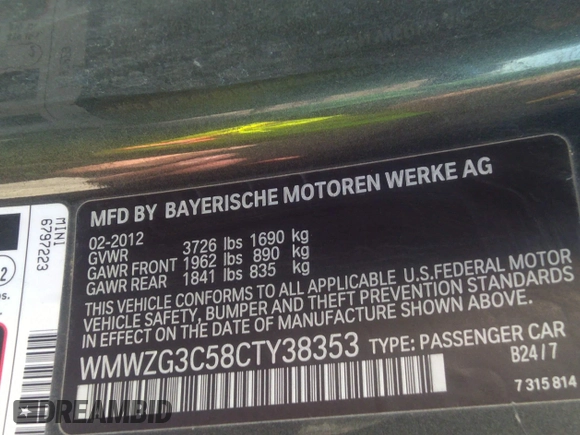 MFD BY BAYERISCHE MOTOREN WERKE AG
02-2012
GVWR 3726 lbs 1690 kg
GAWR FRONT 1962 lbs 890 kg
GAWR REAR 1841 lbs 835 kg
THIS VEHICLE CONFORMS TO ALL APPLICABLE U.S.FEDERAL MOTOR
VEHICLE SAFETY, BUMPER AND THEFT PREVENTION STANDARDS IN
EFFECT ON THE DATE OF MANUFACTURE SHOWN ABOVE.
WMWZG3C58CTY38353 TYPE: PASSENGER CAR
B24/7
7 315 814
MINI
6797223
2
DREAMBID